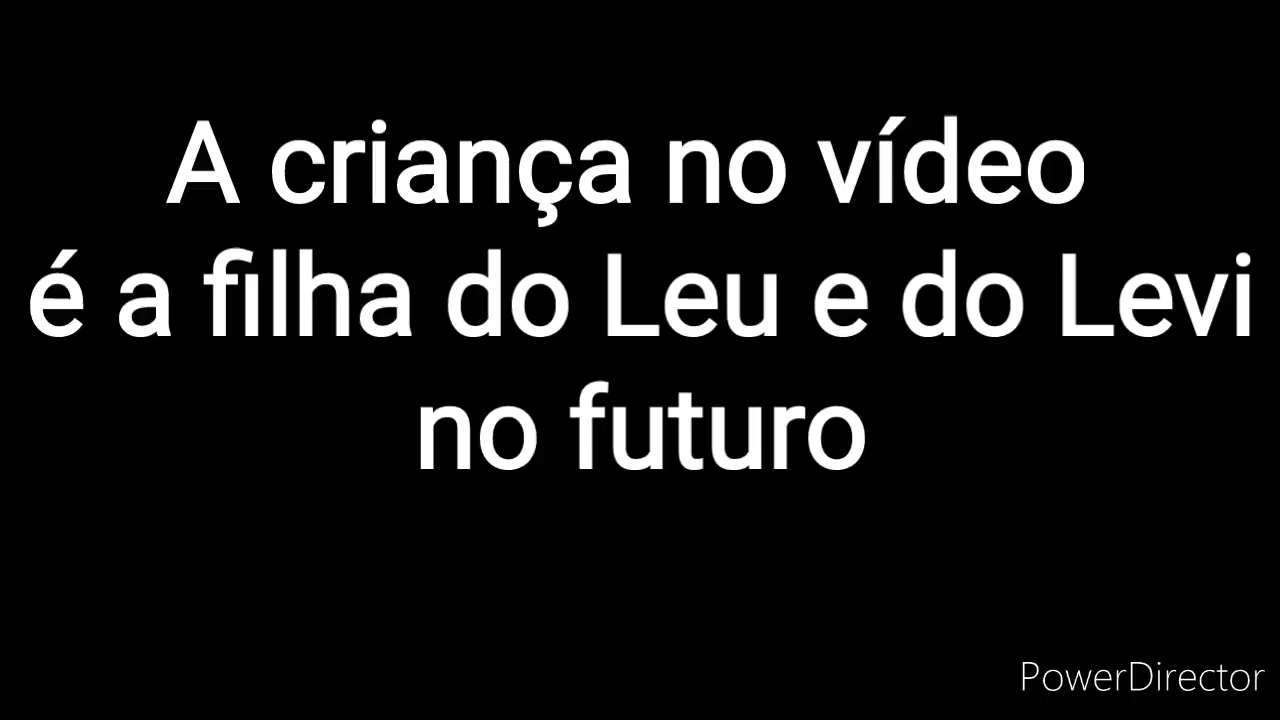 A criança no vídeo
é a filha do Leu e do Levi
no futuro
PowerDirector